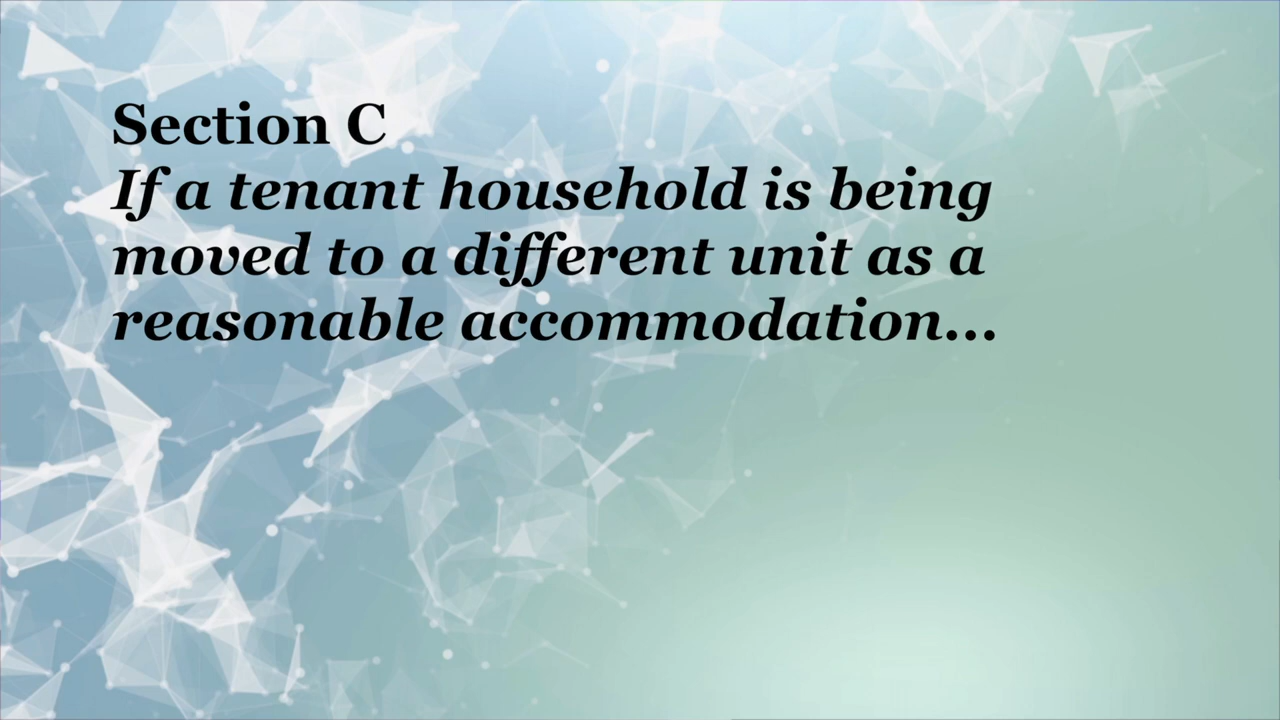 Section C
If a tenant household is being
moved to a different unit as a
reasonable accommodation...